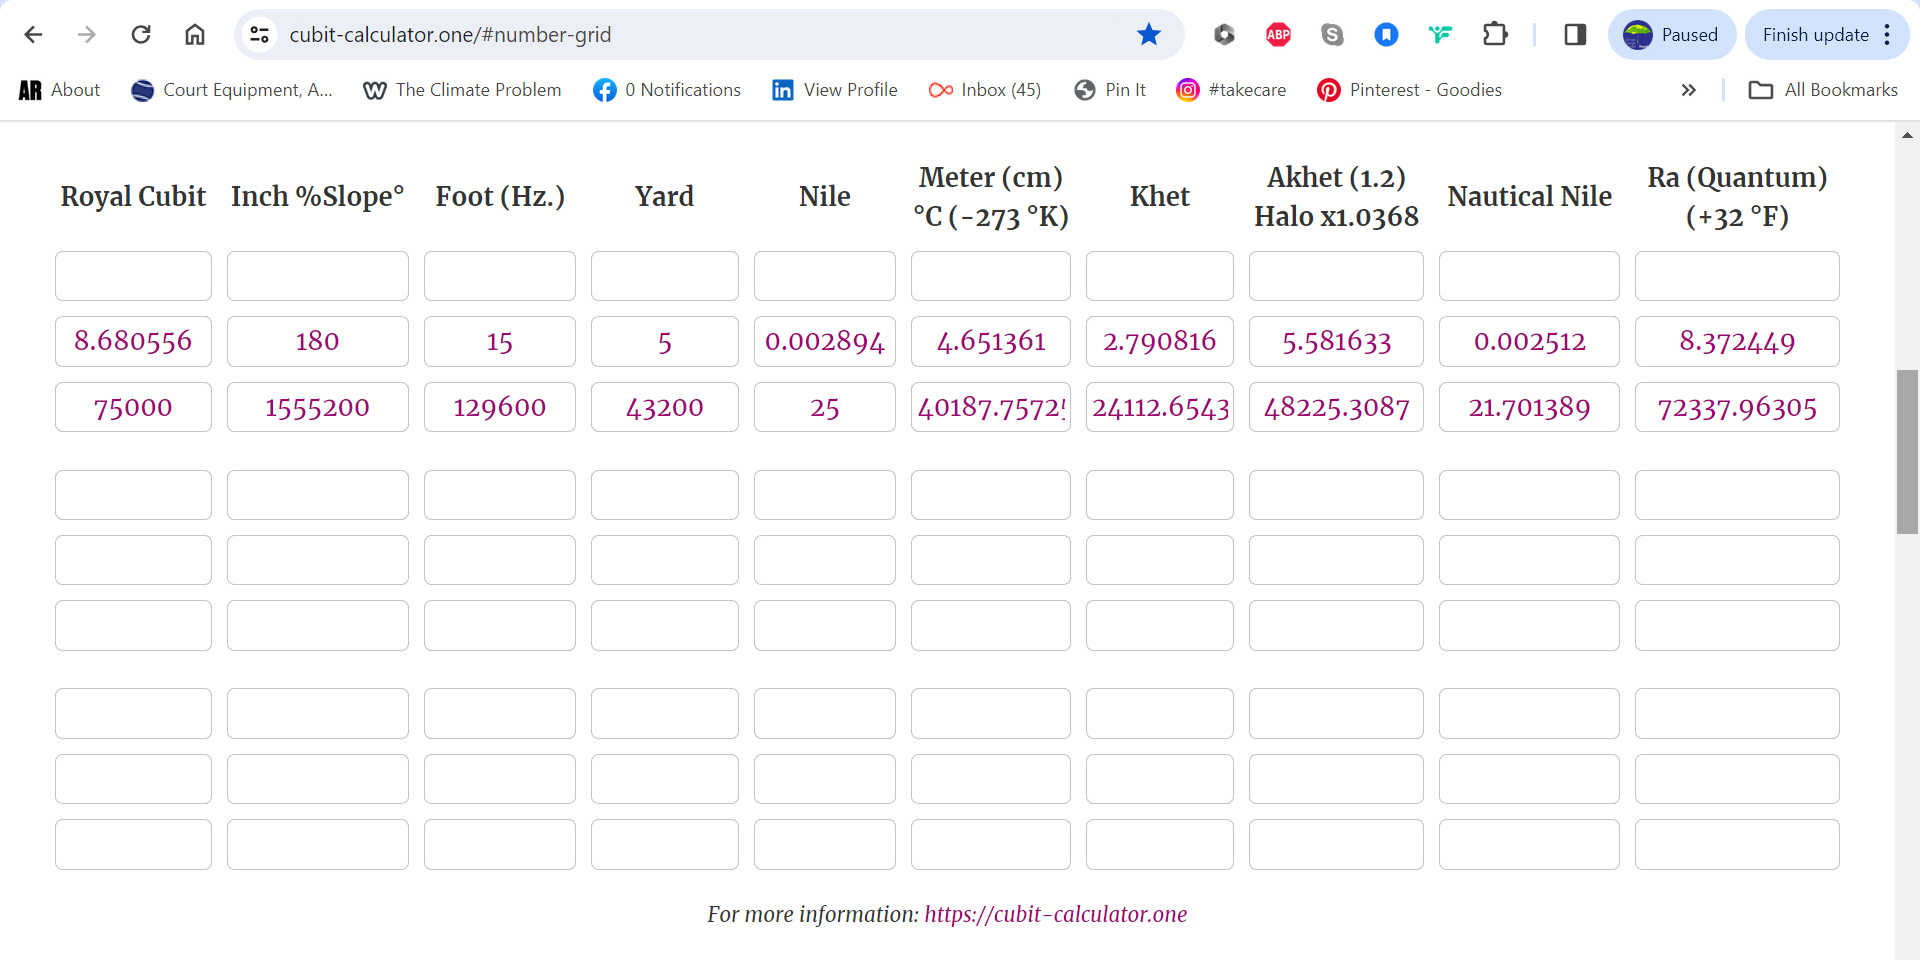 cubit-calculator.one/#number-grid
ABP
Paused
Finish update
AR About
Court Equipment, A...
The Climate Problem
0 Notifications
in View Profile
Inbox (45)
Pin It
#takecare
Pinterest - Goodies
»
All Bookmarks
Royal Cubit Inch %Slope° Foot (Hz.) Yard Nile Meter (cm) °C (-273 °K) Khet Akhet (1.2) Halo x1.0368 Nautical Nile Ra (Quantum) (+32 °F)
8.680556 180 15 5 0.002894 4.651361 2.790816 5.581633 0.002512 8.372449
75000 1555200 129600 43200 25 40187.7572 24112.6543 48225.3087 21.701389 72337.96305
For more information: https://cubit-calculator.one